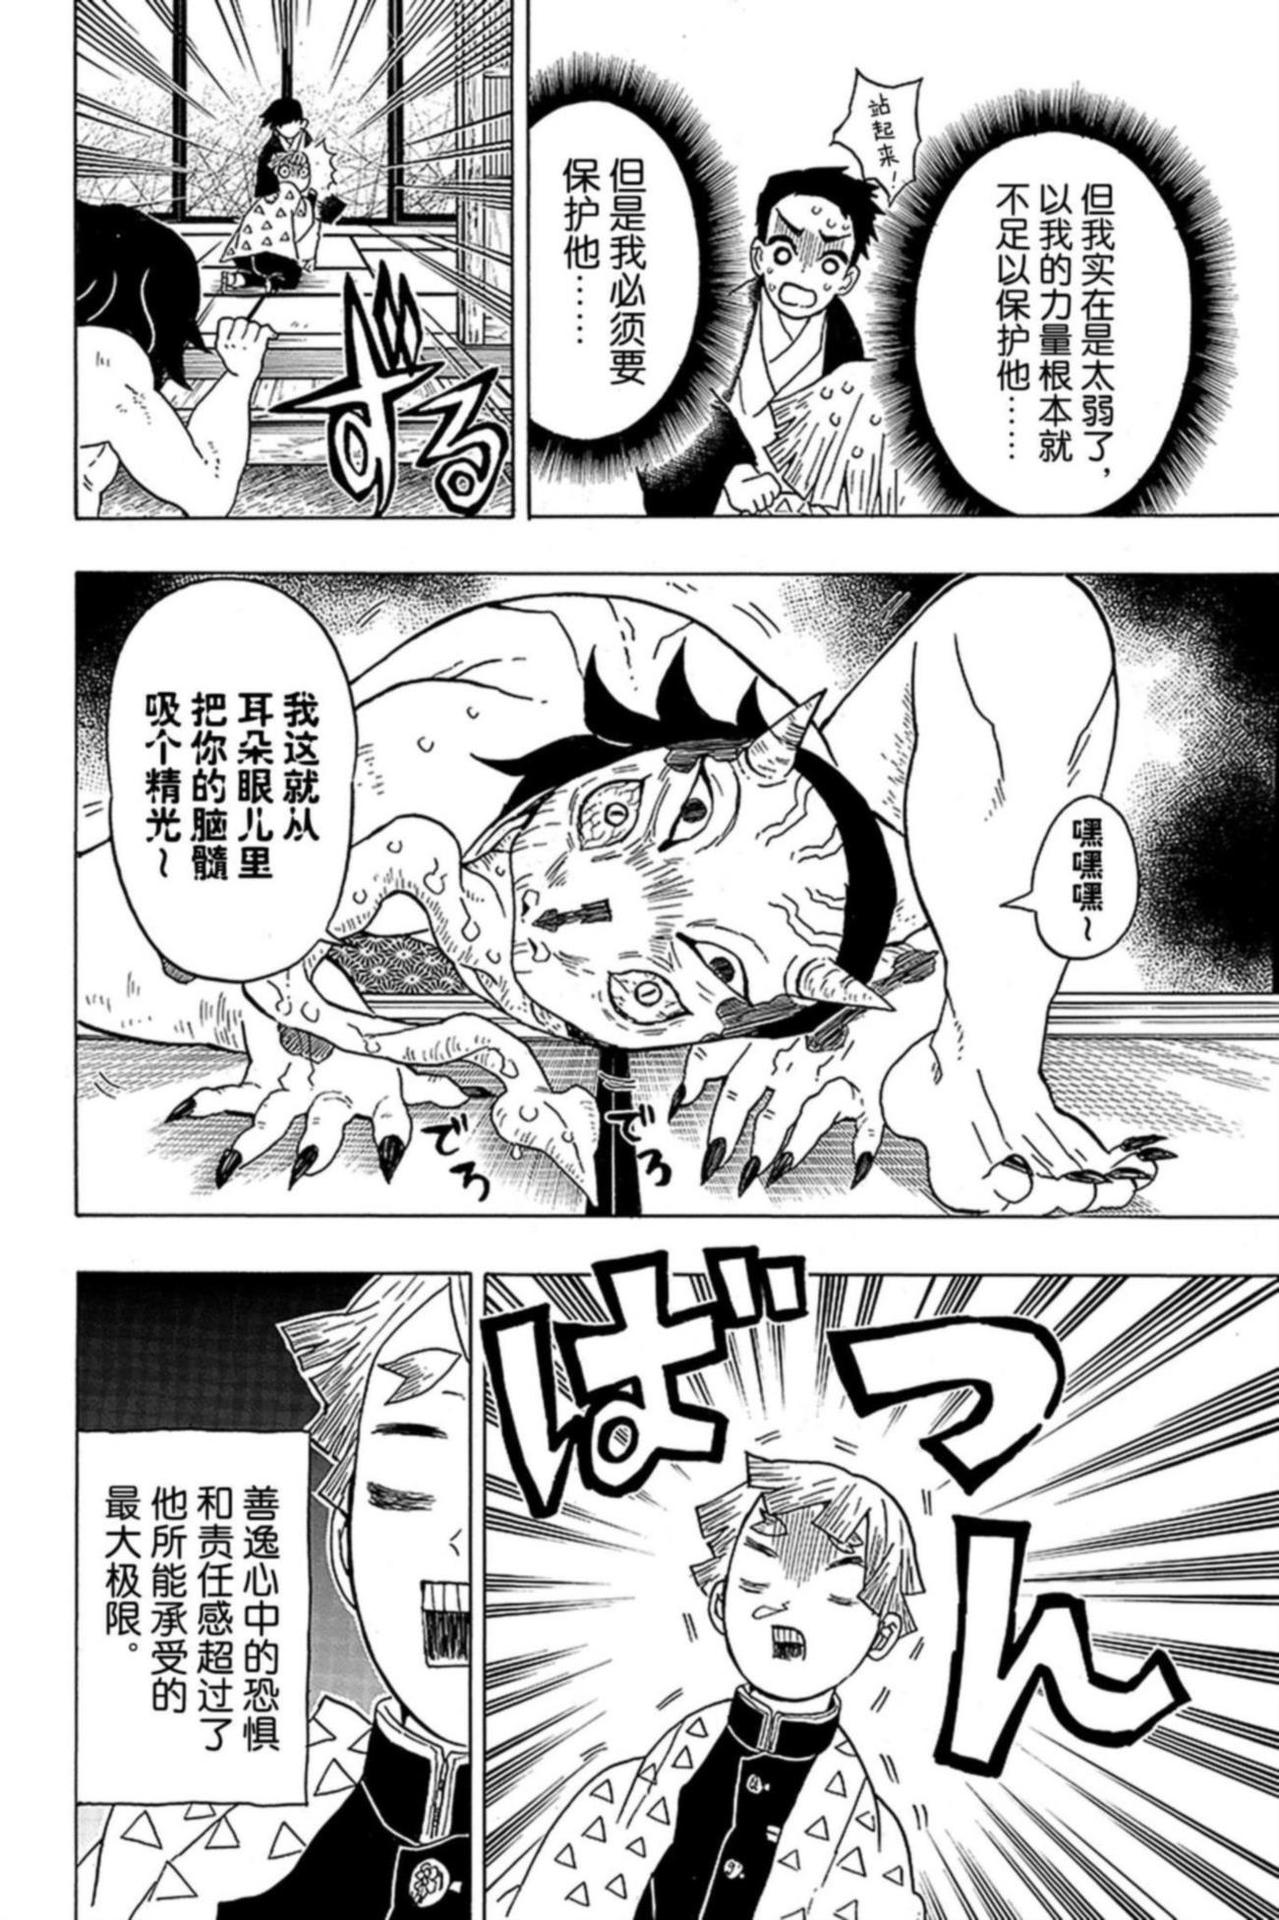 但我实在是太弱了，
以我的力量根本就
不足以保护他……
站起来！
但是我必须要
保护他……
ずる
嘿嘿嘿~
我这就从
耳朵眼儿里
把你的脑髓
吸个精光~
でろ
でろ
ばつん
善逸心中的恐惧
和责任感超过了
他所能承受的
最大极限。